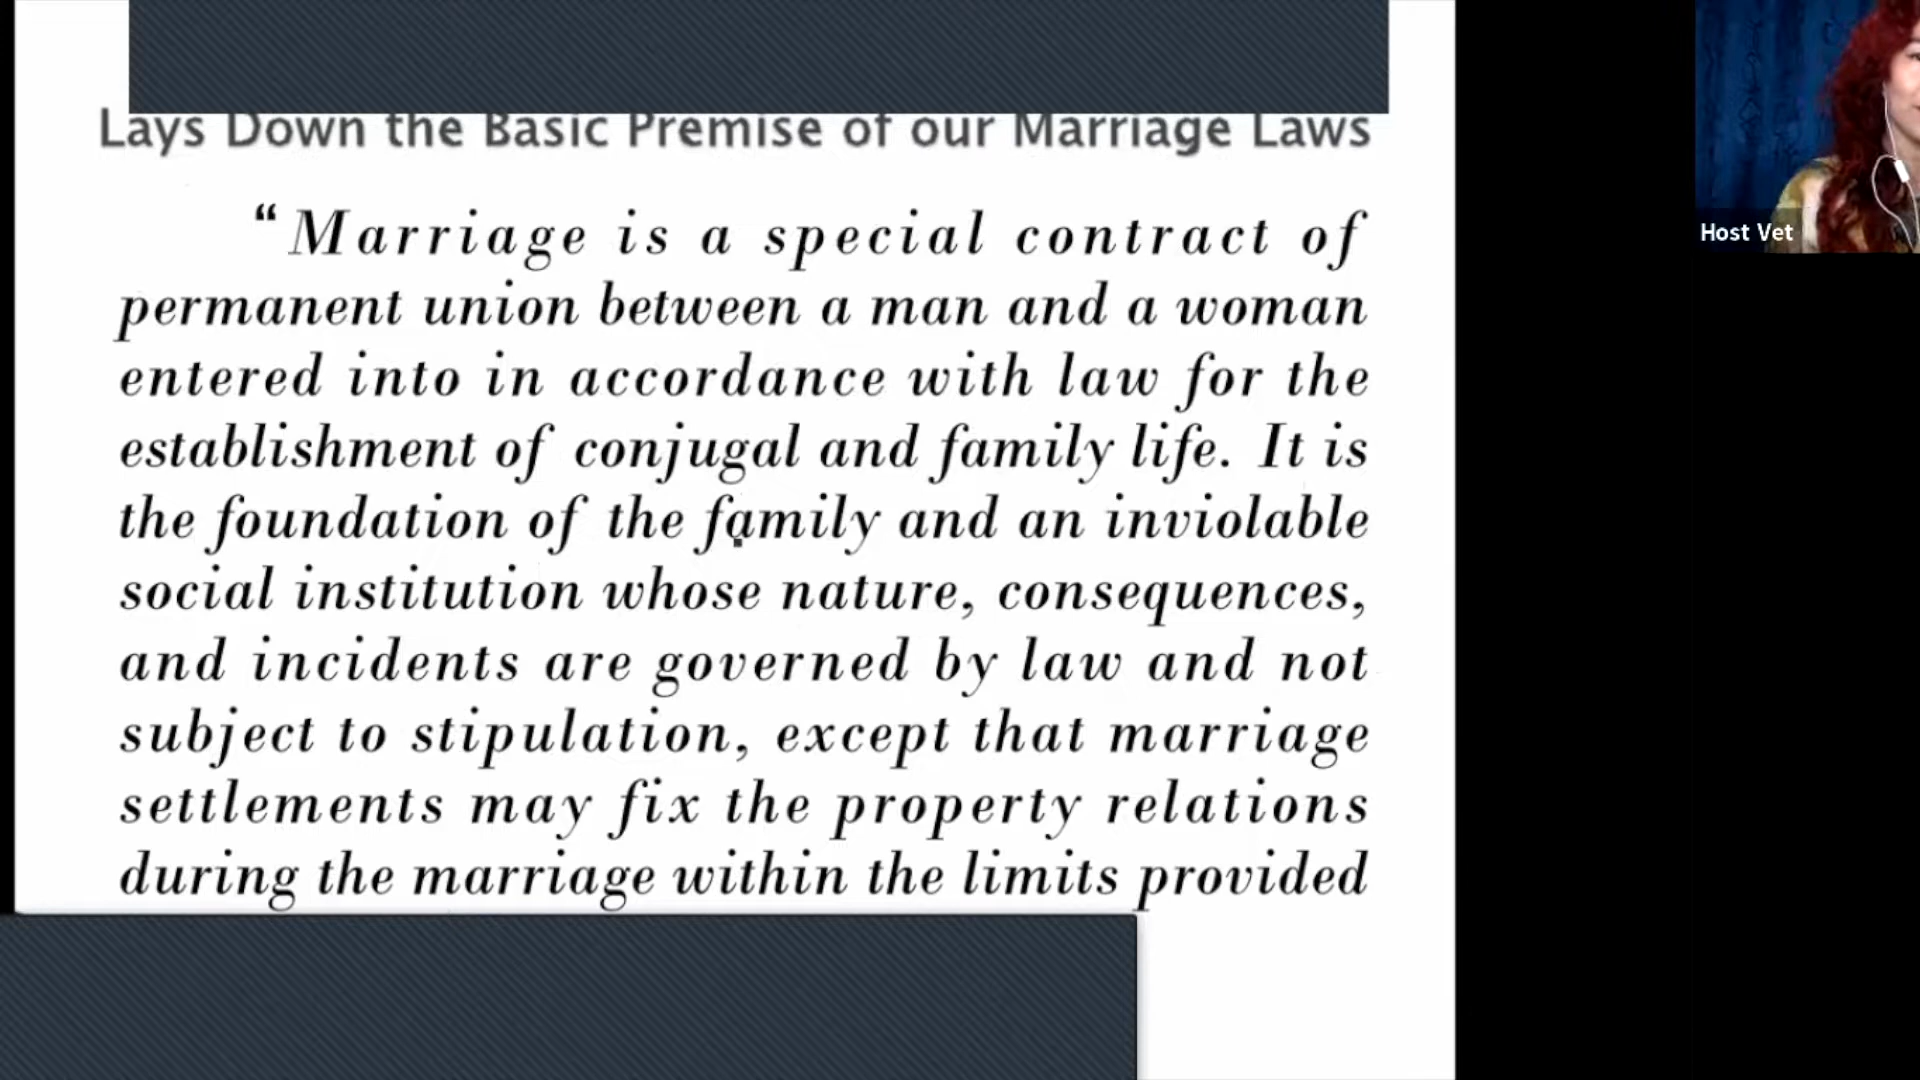 Lays Down the Basic Premise of our Marriage Laws
“Marriage is a special contract of
permanent union between a man and a woman
entered into in accordance with law for the
establishment of conjugal and family life. It is
the foundation of the family and an inviolable
social institution whose nature, consequences,
and incidents are governed by law and not
subject to stipulation, except that marriage
settlements may fix the property relations
during the marriage within the limits provided
Host Vet